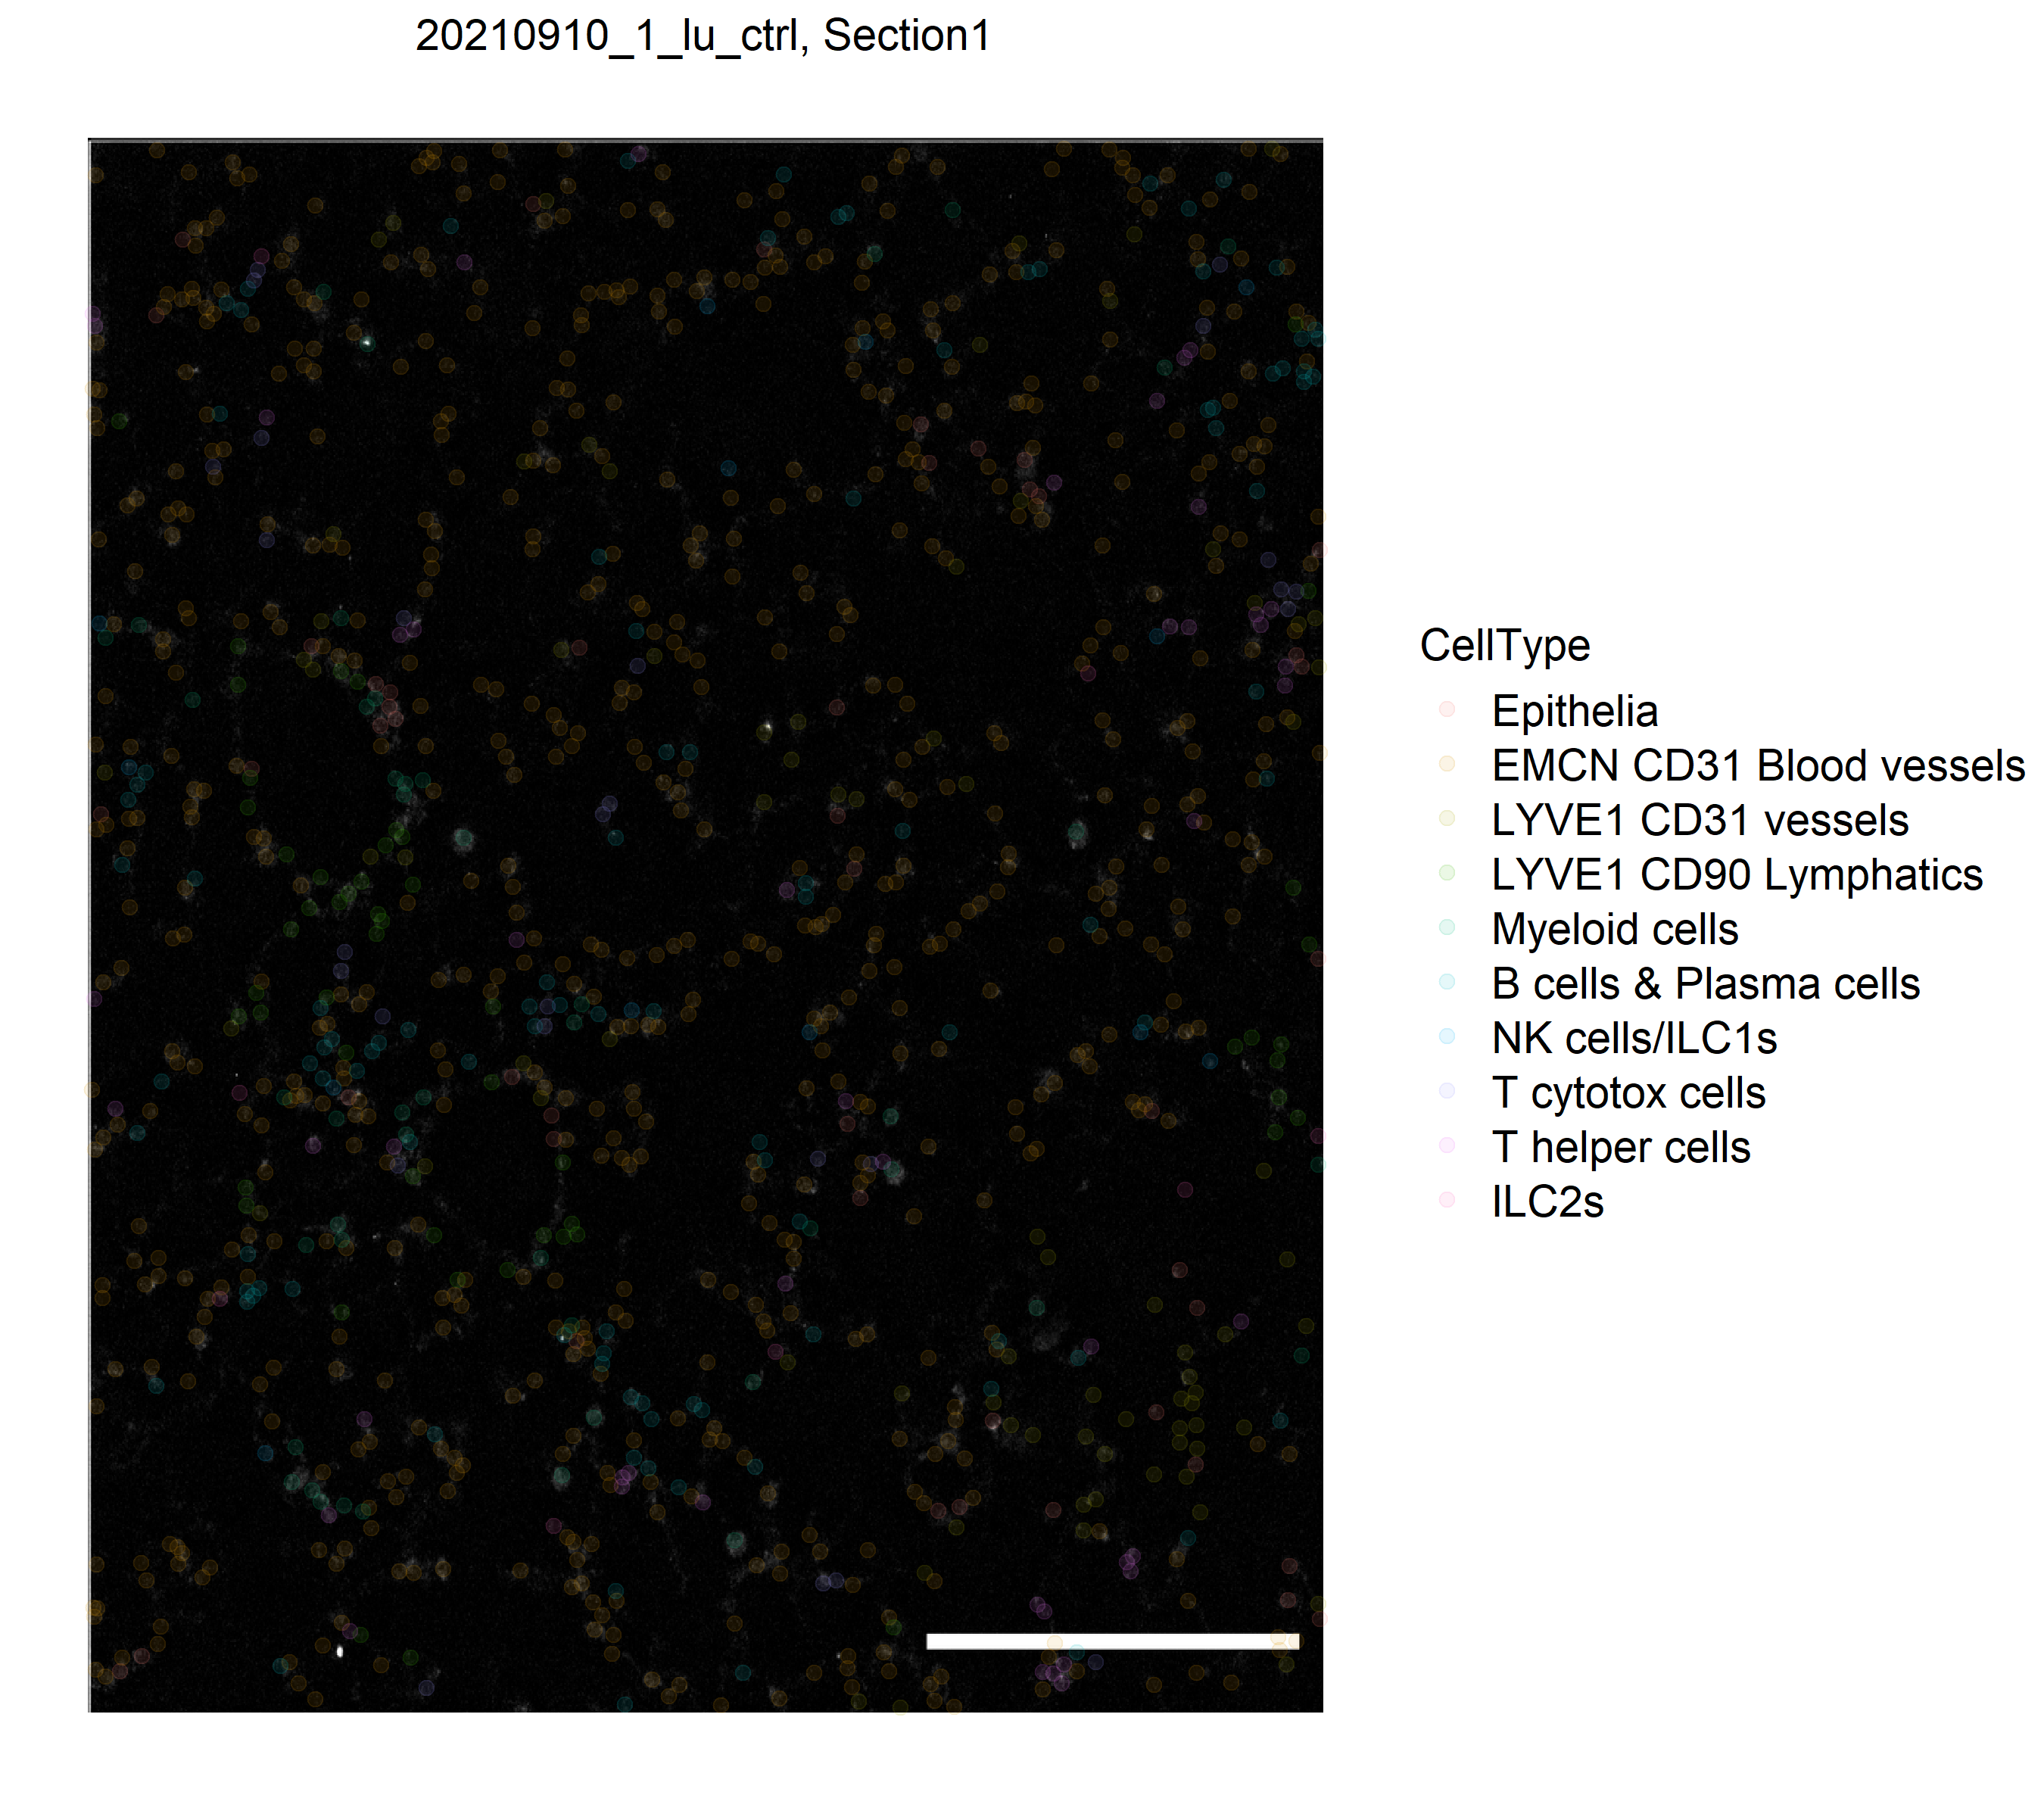 20210910_1_lu_ctrl, Section1
CellType
Epithelia
EMCN CD31 Blood vessels
LYVE1 CD31 vessels
LYVE1 CD90 Lymphatics
Myeloid cells
B cells & Plasma cells
NK cells/ILC1s
T cytotox cells
T helper cells
ILC2s